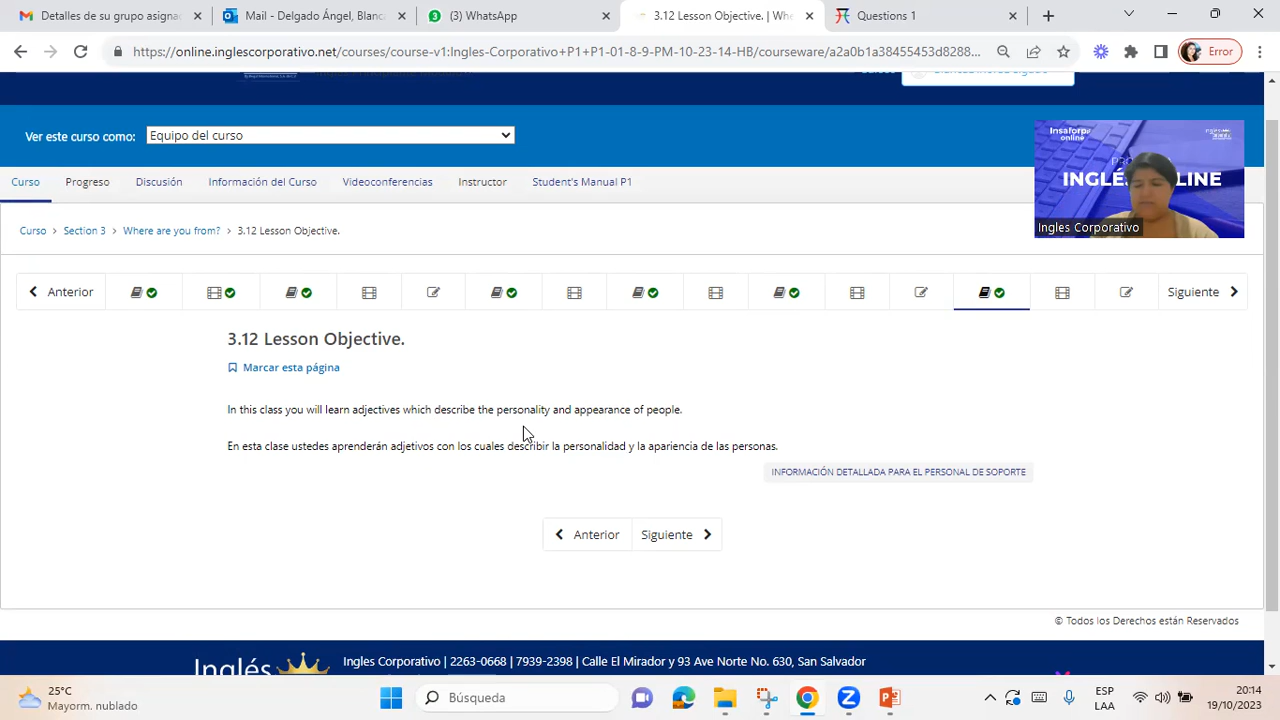 Detalles de su grupo asignar
Mail - Delgado Ángel, Blanca
(3) WhatsApp
3.12 Lesson Objective. | Whe
Questions 1
https://online.inglescorporativo.net/courses/course-v1:Ingles-Corporativo+P1+P1-01-8-9-PM-10-23-14-HB/courseware/a2a0b1a38455453d8288...
Error
Ver este curso como:
Equipo del curso
Insaforp
online
INGLÉS ONLINE
Ingles Corporativo
Curso
Progreso
Discusión
Información del Curso
Videoconferencias
Instructor
Student's Manual P1
Curso > Section 3 > Where are you from? > 3.12 Lesson Objective.
Anterior
Siguiente
3.12 Lesson Objective.
Marcar esta página
In this class you will learn adjectives which describe the personality and appearance of people.
En esta clase ustedes aprenderán adjetivos con los cuales describir la personalidad y la apariencia de las personas.
INFORMACIÓN DETALLADA PARA EL PERSONAL DE SOPORTE
Anterior
Siguiente
© Todos los Derechos están Reservados
Inglés
Ingles Corporativo | 2263-0668 | 7939-2398 | Calle El Mirador y 93 Ave Norte No. 630, San Salvador
25°C
Mayorm. nublado
Búsqueda
ESP
LAA
20:14
19/10/2023